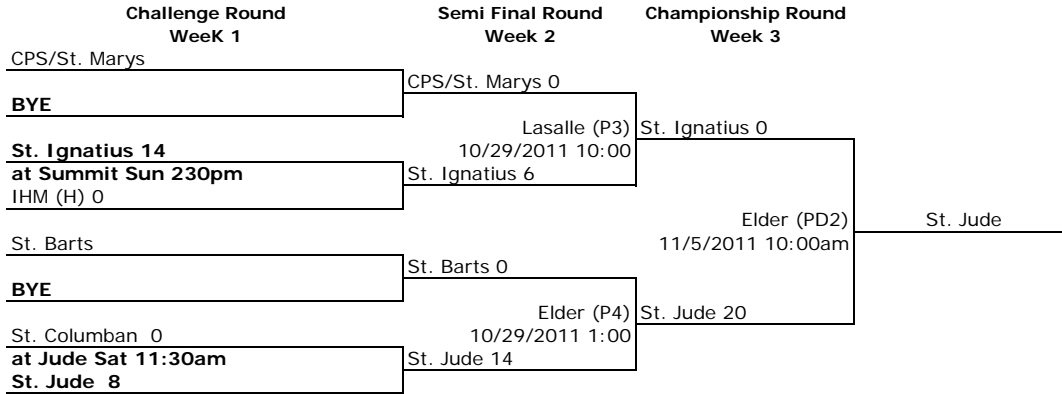 Challenge Round Semi Final Round Championship Round
WeeK 1 Week 2 Week 3
CPS/St. Marys
CPS/St. Marys 0
BYE
Lasalle (P3) St. Ignatius 0
St. Ignatius 14 10/29/2011 10:00
at Summit Sun 230pm St. Ignatius 6
IHM (H) 0
Elder (PD2) St. Jude
St. Barts 11/5/2011 10:00am
St. Barts 0
BYE
Elder (P4) St. Jude 20
St. Columban 0 10/29/2011 1:00
at Jude Sat 11:30am St. Jude 14
St. Jude 8